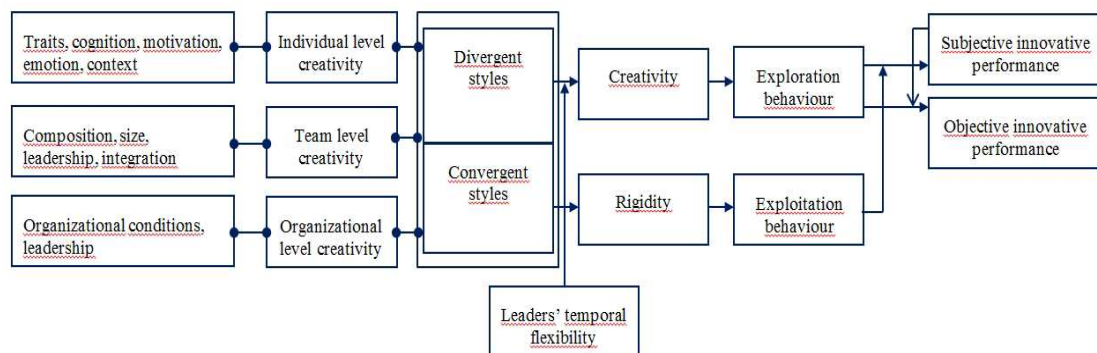 Traits, cognition, motivation,
emotion, context
Individual level
creativity
Divergent
styles
Creativity
Exploration
behaviour
Subjective innovative
performance
Composition, size,
leadership, integration
Team level
creativity
Convergent
styles
Rigidity
Exploitation
behaviour
Objective innovative
performance
Organizational conditions,
leadership
Organizational
level creativity
Leaders’ temporal
flexibility